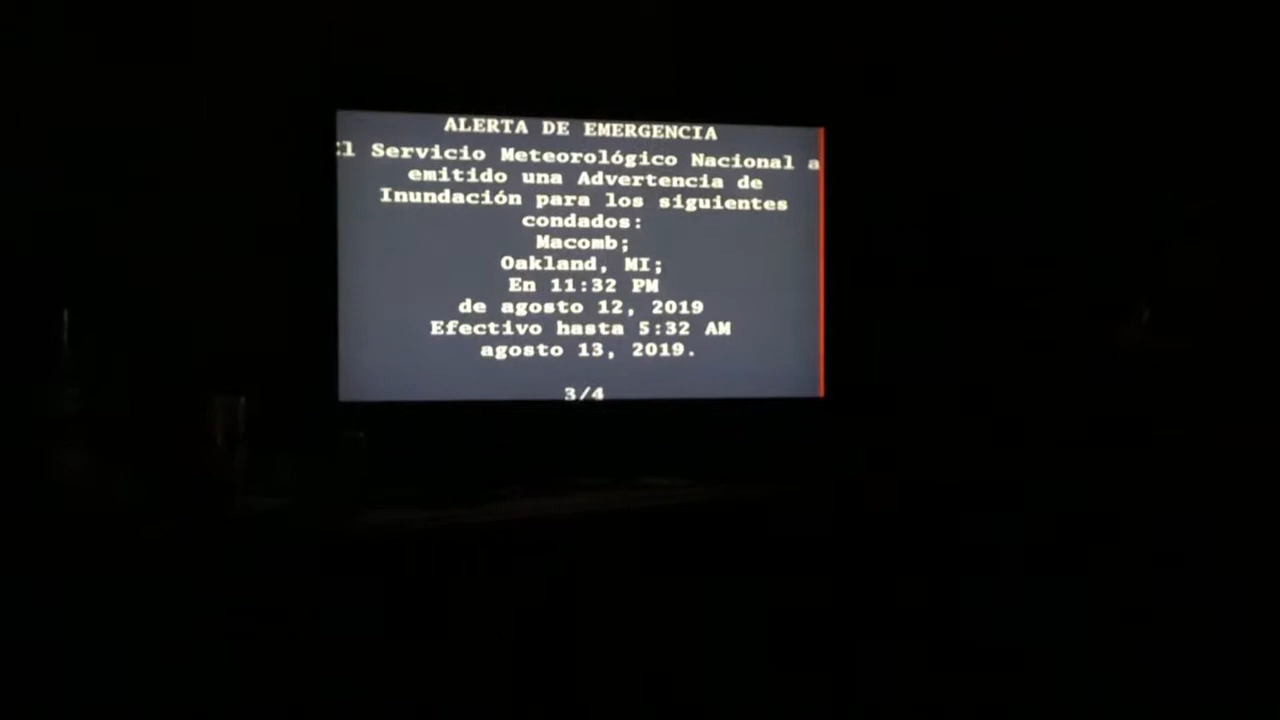 ALERTA DE EMERGENCIA
El Servicio Meteorológico Nacional a
emitido una Advertencia de
Inundación para los siguientes
condados:
Macomb;
Oakland, MI;
En 11:32 PM
de agosto 12, 2019
Efectivo hasta 5:32 AM
agosto 13, 2019.
3/4